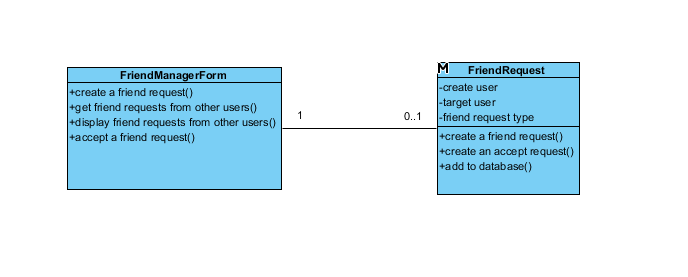 FriendManagerForm
+create a friend request()
+get friend requests from other users()
+display friend requests from other users()
+accept a friend request()
1
0..1
M
FriendRequest
-create user
-target user
-friend request type
+create a friend request()
+create an accept request()
+add to database()